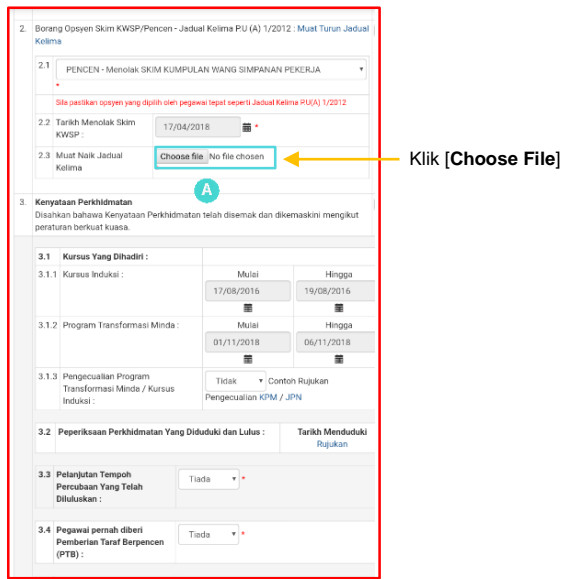 2. Borang Opsyen Skim KWSP/Pencen - Jadual Kelima P.U (A) 1/2012 : Muat Turun Jadual
Kelima
2.1 PENCEN - Menolak SKIM KUMPULAN WANG SIMPANAN PEKERJA
*
Sila pastikan opsyen yang dipilih oleh pegawai tepat seperti Jadual Kelima P.U(A) 1/2012
2.2 Tarikh Menolak Skim
KWSP :
17/04/2018 *
2.3 Muat Naik Jadual
Kelima
Choose file No file chosen
Klik [Choose File]
A
3. Kenyataan Perkhidmatan
Disahkan bahawa Kenyataan Perkhidmatan telah disemak dan dikemaskini mengikut
peraturan berkuat kuasa.
3.1 Kursus Yang Dihadiri :
3.1.1 Kursus Induksi : Mulai Hingga
17/08/2016 19/08/2016
3.1.2 Program Transformasi Minda : Mulai Hingga
01/11/2018 06/11/2018
3.1.3 Pengecualian Program
Transformasi Minda / Kursus
Induksi :
Tidak Contoh Rujukan
Pengecualian KPM / JPN
3.2 Peperiksaan Perkhidmatan Yang Diduduki dan Lulus : Tarikh Menduduki
Rujukan
3.3 Pelanjutan Tempoh
Percubaan Yang Telah
Diluluskan :
Tiada *
3.4 Pegawai pernah diberi
Pemberian Taraf Berpencen
(PTB) :
Tiada *